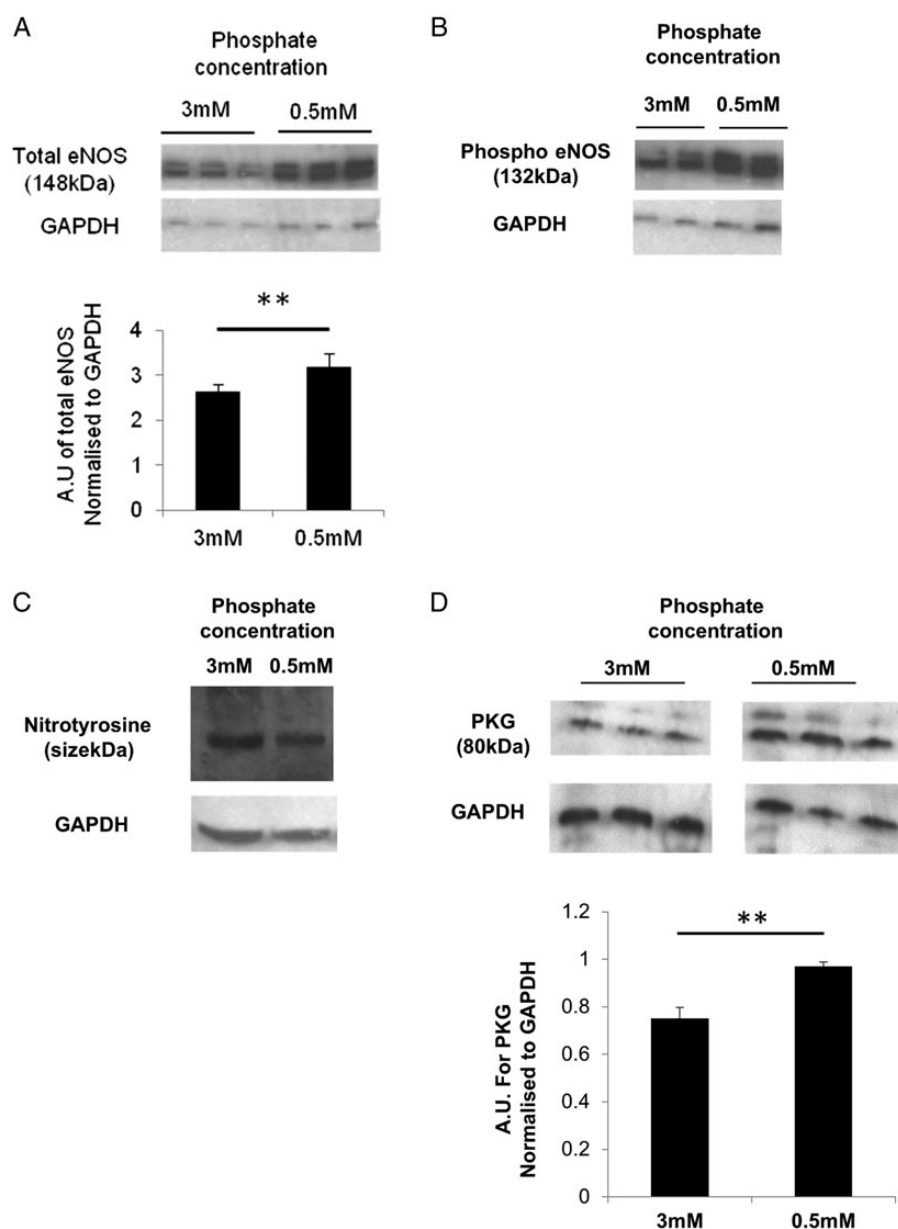 A
Phosphate
concentration
3mM 0.5mM
Total eNOS
(148kDa)
GAPDH
**
A.U of total eNOS
Normalised to GAPDH
4
3
2
1
0
3mM 0.5mM
B
Phosphate
concentration
3mM 0.5mM
Phospho eNOS
(132kDa)
GAPDH
C
Phosphate
concentration
3mM 0.5mM
Nitrotyrosine
(sizekDa)
GAPDH
D
Phosphate
concentration
3mM 0.5mM
PKG
(80kDa)
GAPDH
**
A.U. For PKG
Normalised to GAPDH
1.2
1
0.8
0.6
0.4
0.2
0
3mM 0.5mM